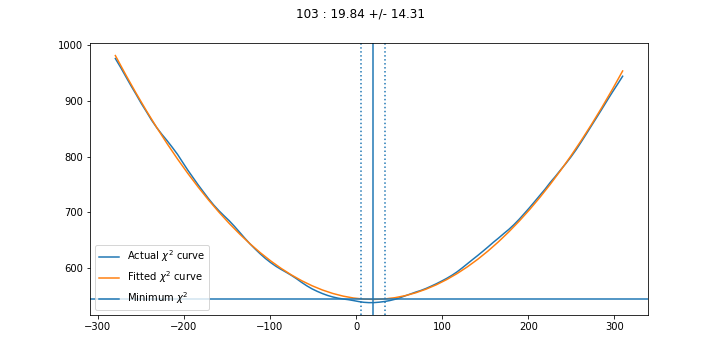 103 : 19.84 +/- 14.31
1000
900
800
700
600
Actual χ² curve
Fitted χ² curve
Minimum χ²
−300 −200 −100 0 100 200 300